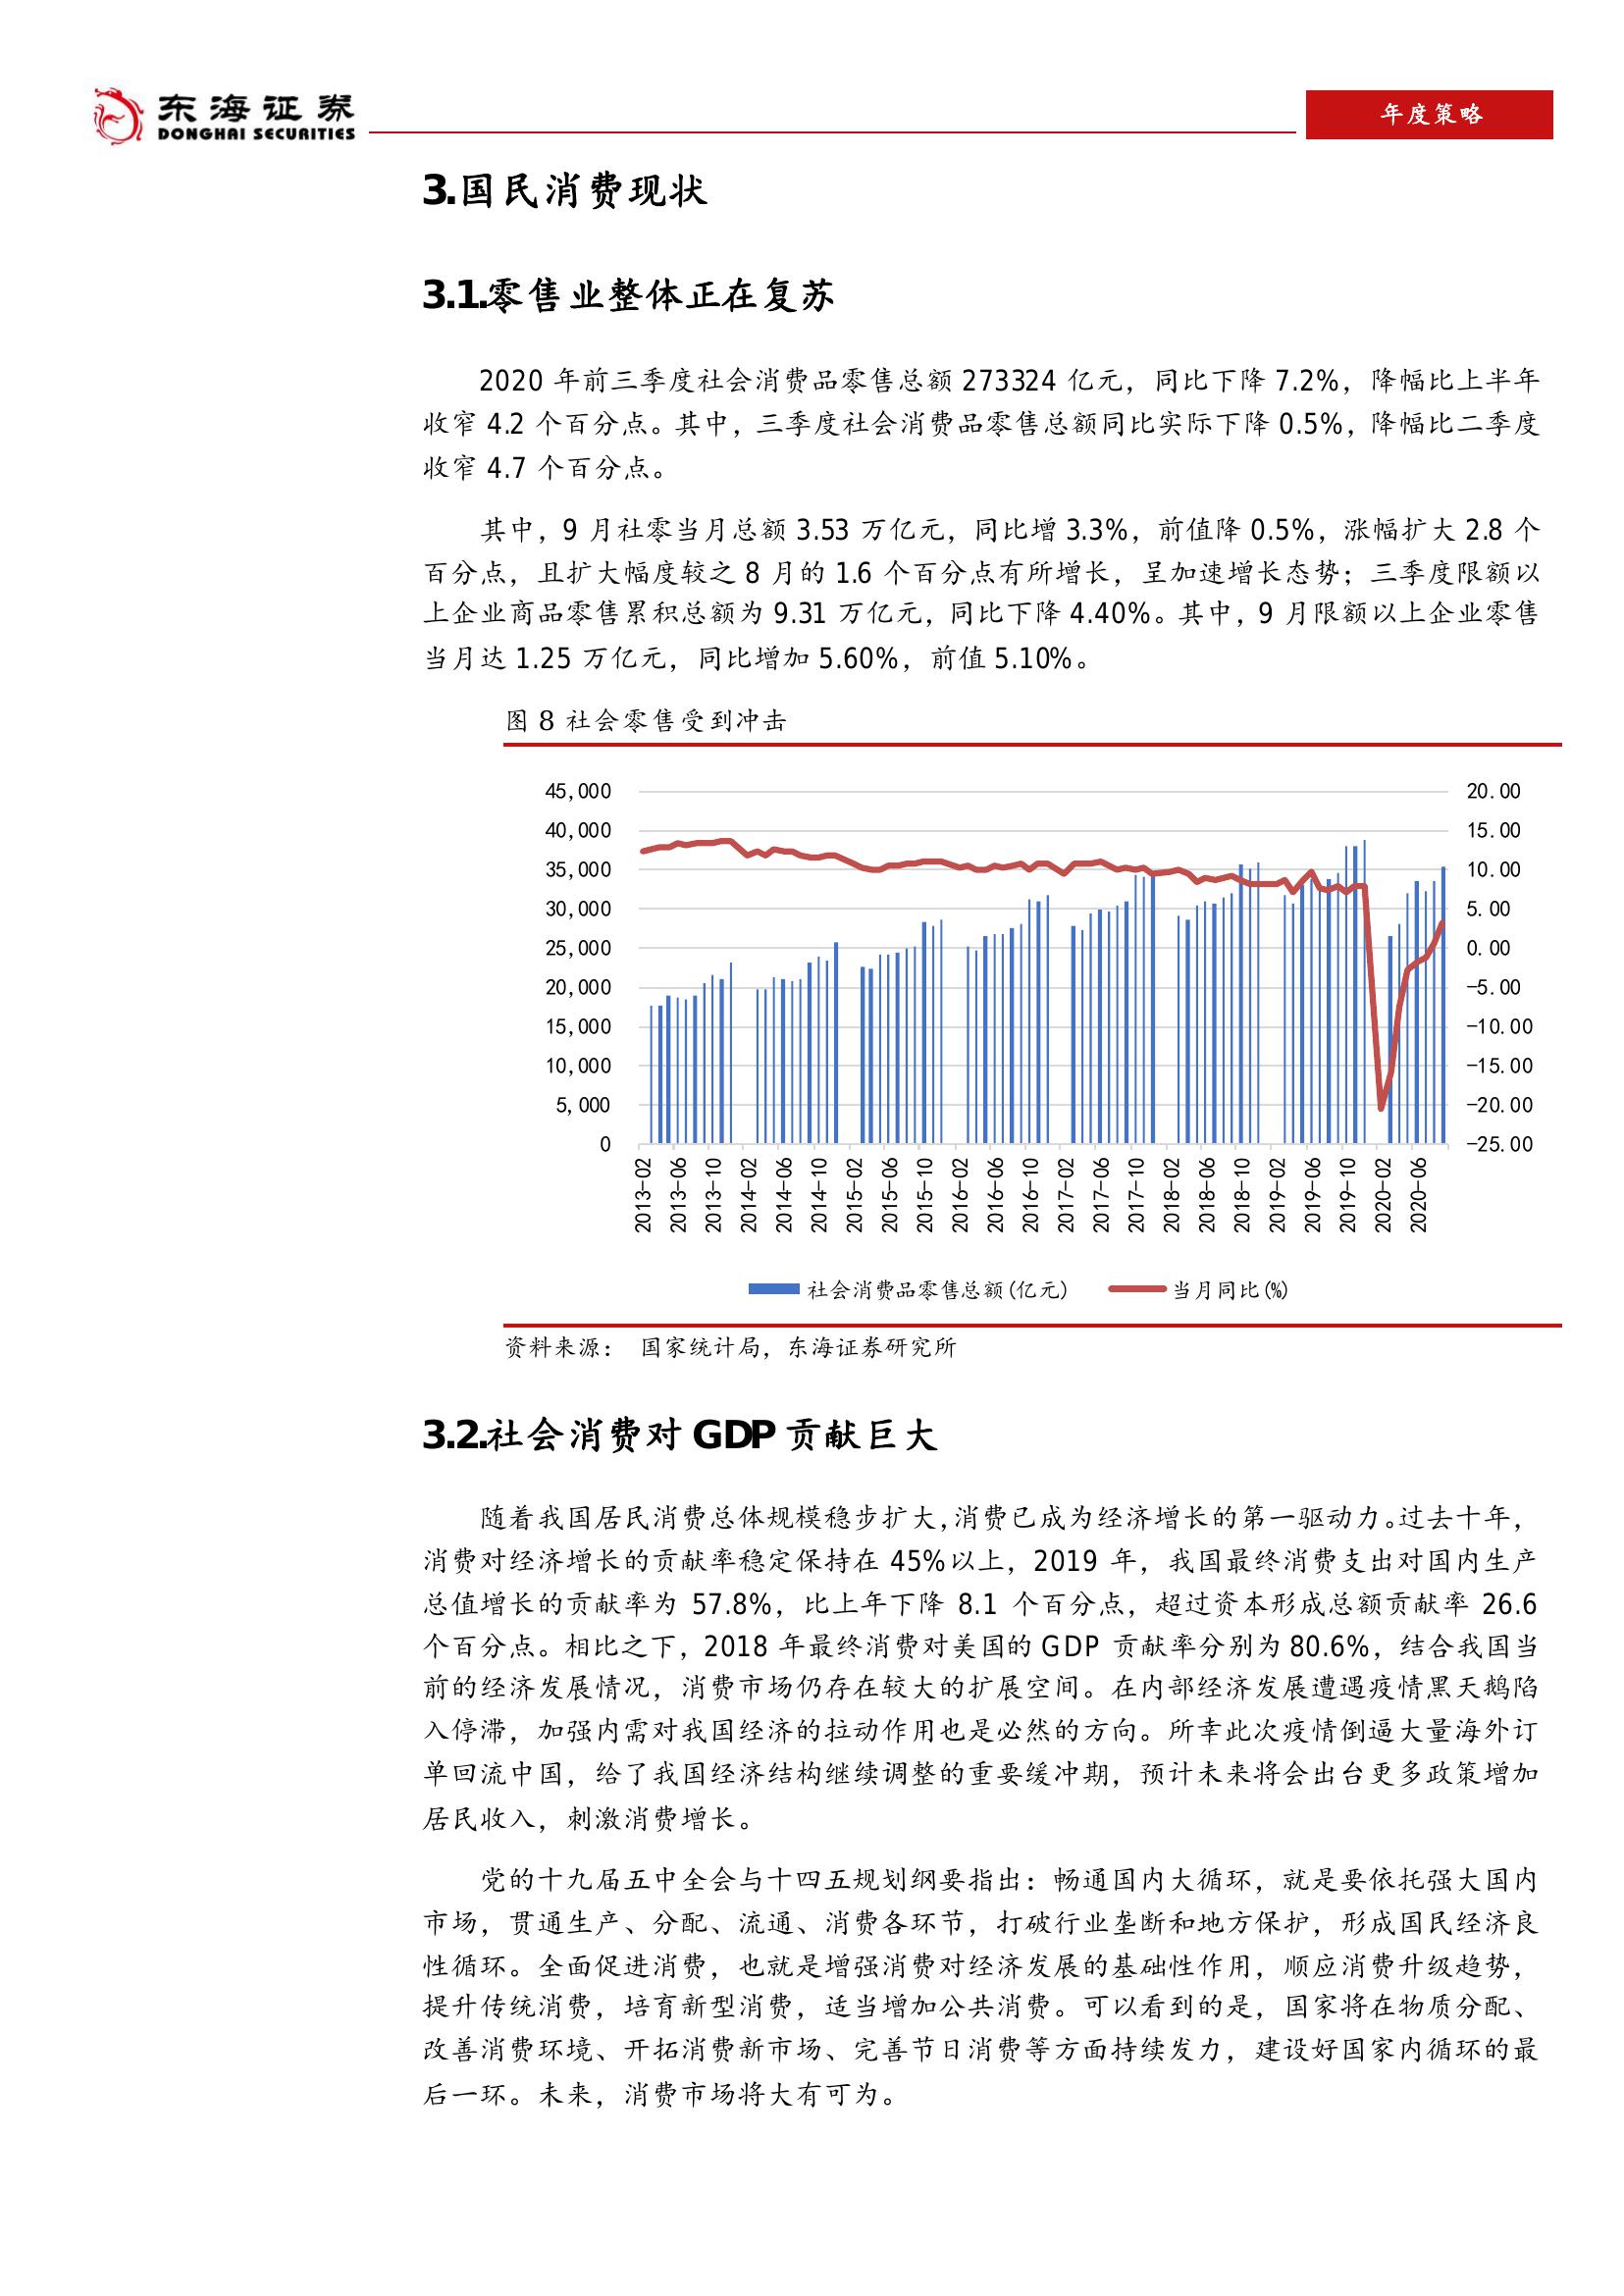 东海证券
DONGHAI SECURITIES
年度策略
3.国民消费现状
3.1.零售业整体正在复苏
2020 年前三季度社会消费品零售总额 273324 亿元，同比下降 7.2%，降幅比上半年
收窄 4.2 个百分点。其中，三季度社会消费品零售总额同比实际下降 0.5%，降幅比二季度
收窄 4.7 个百分点。
其中，9 月社零当月总额 3.53 万亿元，同比增 3.3%，前值降 0.5%，涨幅扩大 2.8 个
百分点，且扩大幅度较之 8 月的 1.6 个百分点有所增长，呈加速增长态势；三季度限额以
上企业商品零售累积总额为 9.31 万亿元，同比下降 4.40%。其中，9 月限额以上企业零售
当月达 1.25 万亿元，同比增加 5.60%，前值 5.10%。
图 8 社会零售受到冲击
45,000
40,000
35,000
30,000
25,000
20,000
15,000
10,000
5,000
0
20.00
15.00
10.00
5.00
0.00
-5.00
-10.00
-15.00
-20.00
-25.00
2013-02
2013-06
2013-10
2014-02
2014-06
2014-10
2015-02
2015-06
2015-10
2016-02
2016-06
2016-10
2017-02
2017-06
2017-10
2018-02
2018-06
2018-10
2019-02
2019-06
2019-10
2020-02
2020-06
社会消费品零售总额(亿元)
当月同比(%)
资料来源： 国家统计局，东海证券研究所
3.2.社会消费对 GDP 贡献巨大
随着我国居民消费总体规模稳步扩大，消费已成为经济增长的第一驱动力。过去十年，
消费对经济增长的贡献率稳定保持在 45%以上，2019 年，我国最终消费支出对国内生产
总值增长的贡献率为 57.8%，比上年下降 8.1 个百分点，超过资本形成总额贡献率 26.6
个百分点。相比之下，2018 年最终消费对美国的 GDP 贡献率分别为 80.6%，结合我国当
前的经济发展情况，消费市场仍存在较大的扩展空间。在内部经济发展遭遇疫情黑天鹅陷
入停滞，加强内需对我国经济的拉动作用也是必然的方向。所幸此次疫情倒逼大量海外订
单回流中国，给了我国经济结构继续调整的重要缓冲期，预计未来将会出台更多政策增加
居民收入，刺激消费增长。
党的十九届五中全会与十四五规划纲要指出：畅通国内大循环，就是要依托强大国内
市场，贯通生产、分配、流通、消费各环节，打破行业垄断和地方保护，形成国民经济良
性循环。全面促进消费，也就是增强消费对经济发展的基础性作用，顺应消费升级趋势，
提升传统消费，培育新型消费，适当增加公共消费。可以看到的是，国家将在物质分配、
改善消费环境、开拓消费新市场、完善节日消费等方面持续发力，建设好国家内循环的最
后一环。未来，消费市场将大有可为。